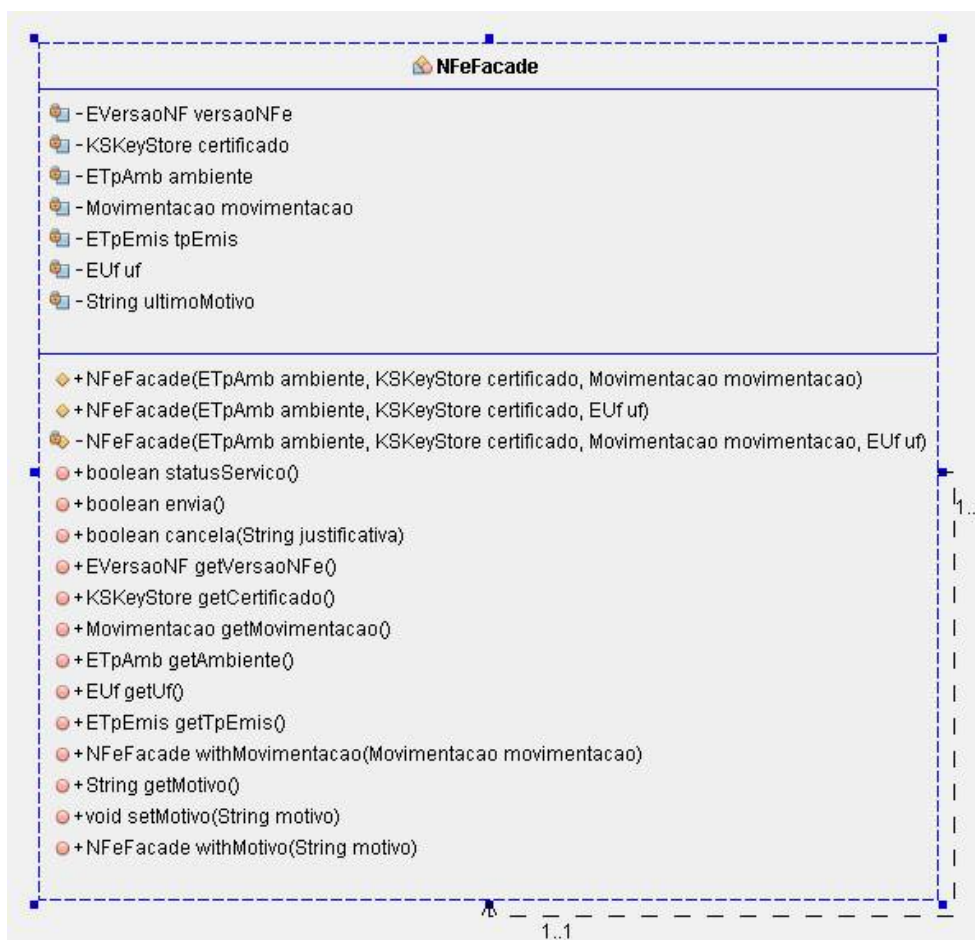 NFeFacade
- EVersaoNF versaoNFe
- KSKeyStore certificado
- ETpAmb ambiente
- Movimentacao movimentacao
- ETpEmis tpEmis
- EUf uf
- String ultimoMotivo
+ NFeFacade(ETpAmb ambiente, KSKeyStore certificado, Movimentacao movimentacao)
+ NFeFacade(ETpAmb ambiente, KSKeyStore certificado, EUf uf)
- NFeFacade(ETpAmb ambiente, KSKeyStore certificado, Movimentacao movimentacao, EUf uf)
+ boolean statusServico()
+ boolean envia()
+ boolean cancela(String justificativa)
+ EVersaoNF getVersaoNFe()
+ KSKeyStore getCertificado()
+ Movimentacao getMovimentacao()
+ ETpAmb getAmbiente()
+ EUf getUf()
+ ETpEmis getTpEmis()
+ NFeFacade withMovimentacao(Movimentacao movimentacao)
+ String getMotivo()
+ void setMotivo(String motivo)
+ NFeFacade withMotivo(String motivo)
1..
1..1